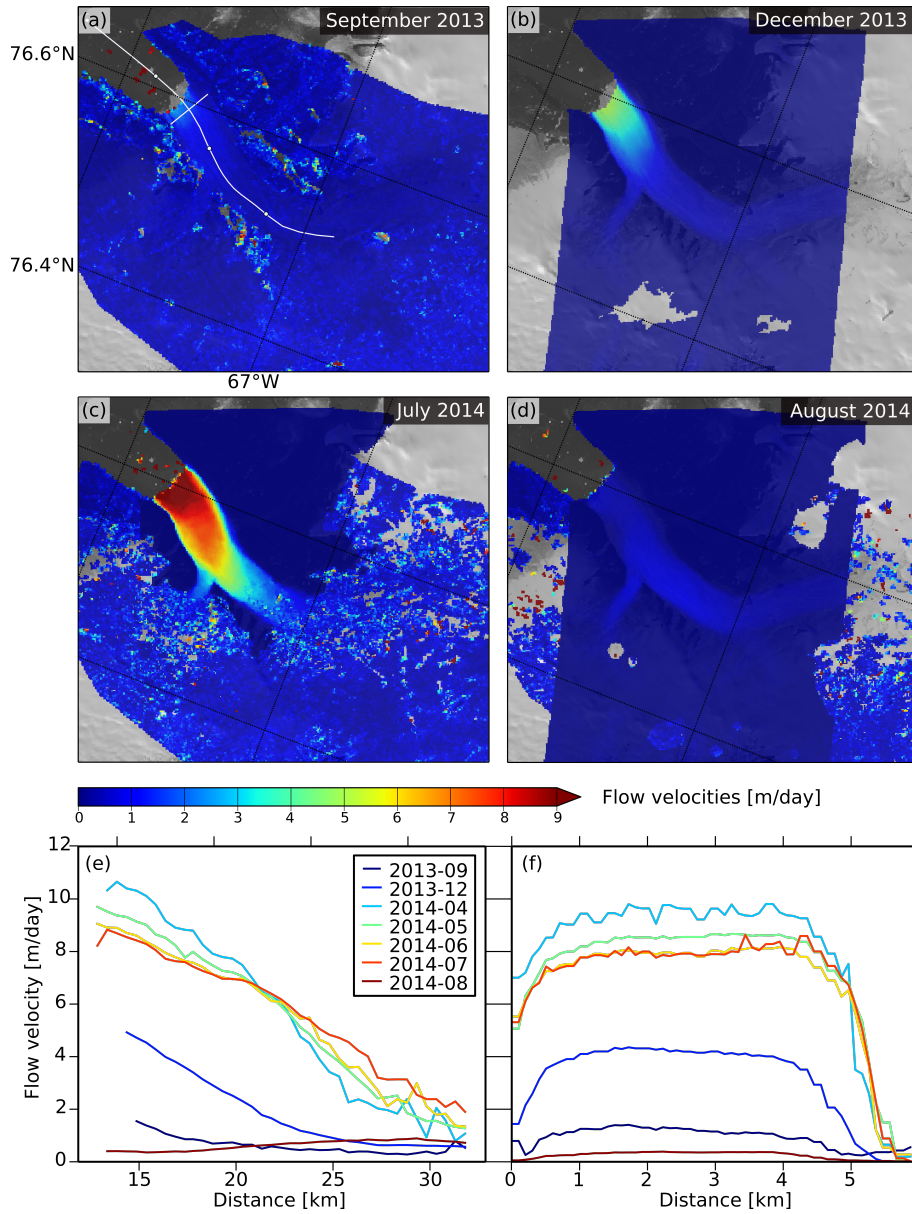 (a) September 2013
(b) December 2013
76.6°N
76.4°N
67°W
(c) July 2014
(d) August 2014
0 1 2 3 4 5 6 7 8 9
Flow velocities [m/day]
(e)
(f)
12
10
8
6
4
2
0
Flow velocity [m/day]
2013-09
2013-12
2014-04
2014-05
2014-06
2014-07
2014-08
15 20 25 30
Distance [km]
0 1 2 3 4 5
Distance [km]